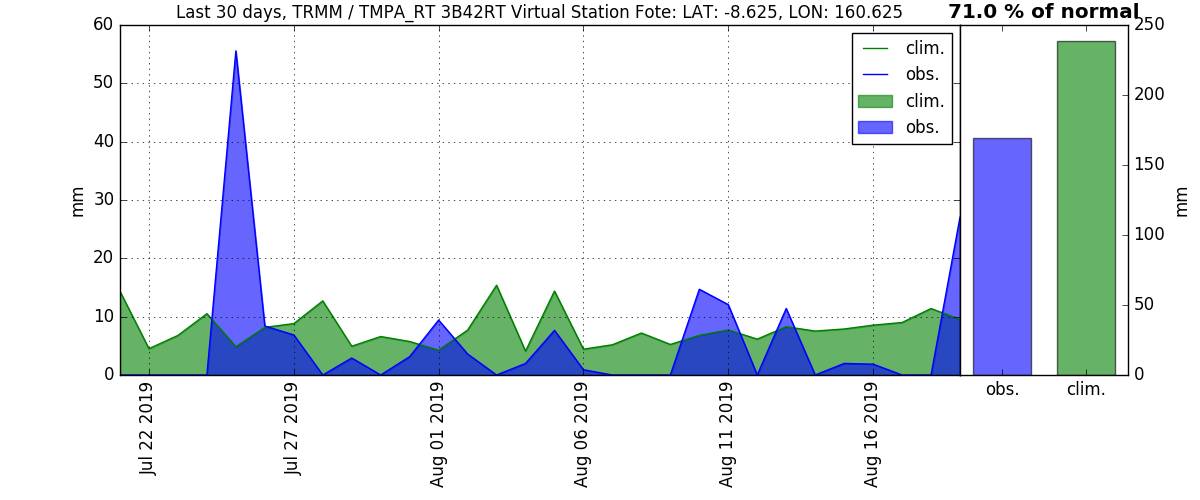 Last 30 days, TRMM / TMPA_RT 3B42RT Virtual Station Fote: LAT: -8.625, LON: 160.625
71.0 % of normal
60
50
40
30
20
10
0
mm
clim.
obs.
clim.
obs.
Jul 22 2019
Jul 27 2019
Aug 01 2019
Aug 06 2019
Aug 11 2019
Aug 16 2019
250
200
150
100
50
0
mm
obs.
clim.